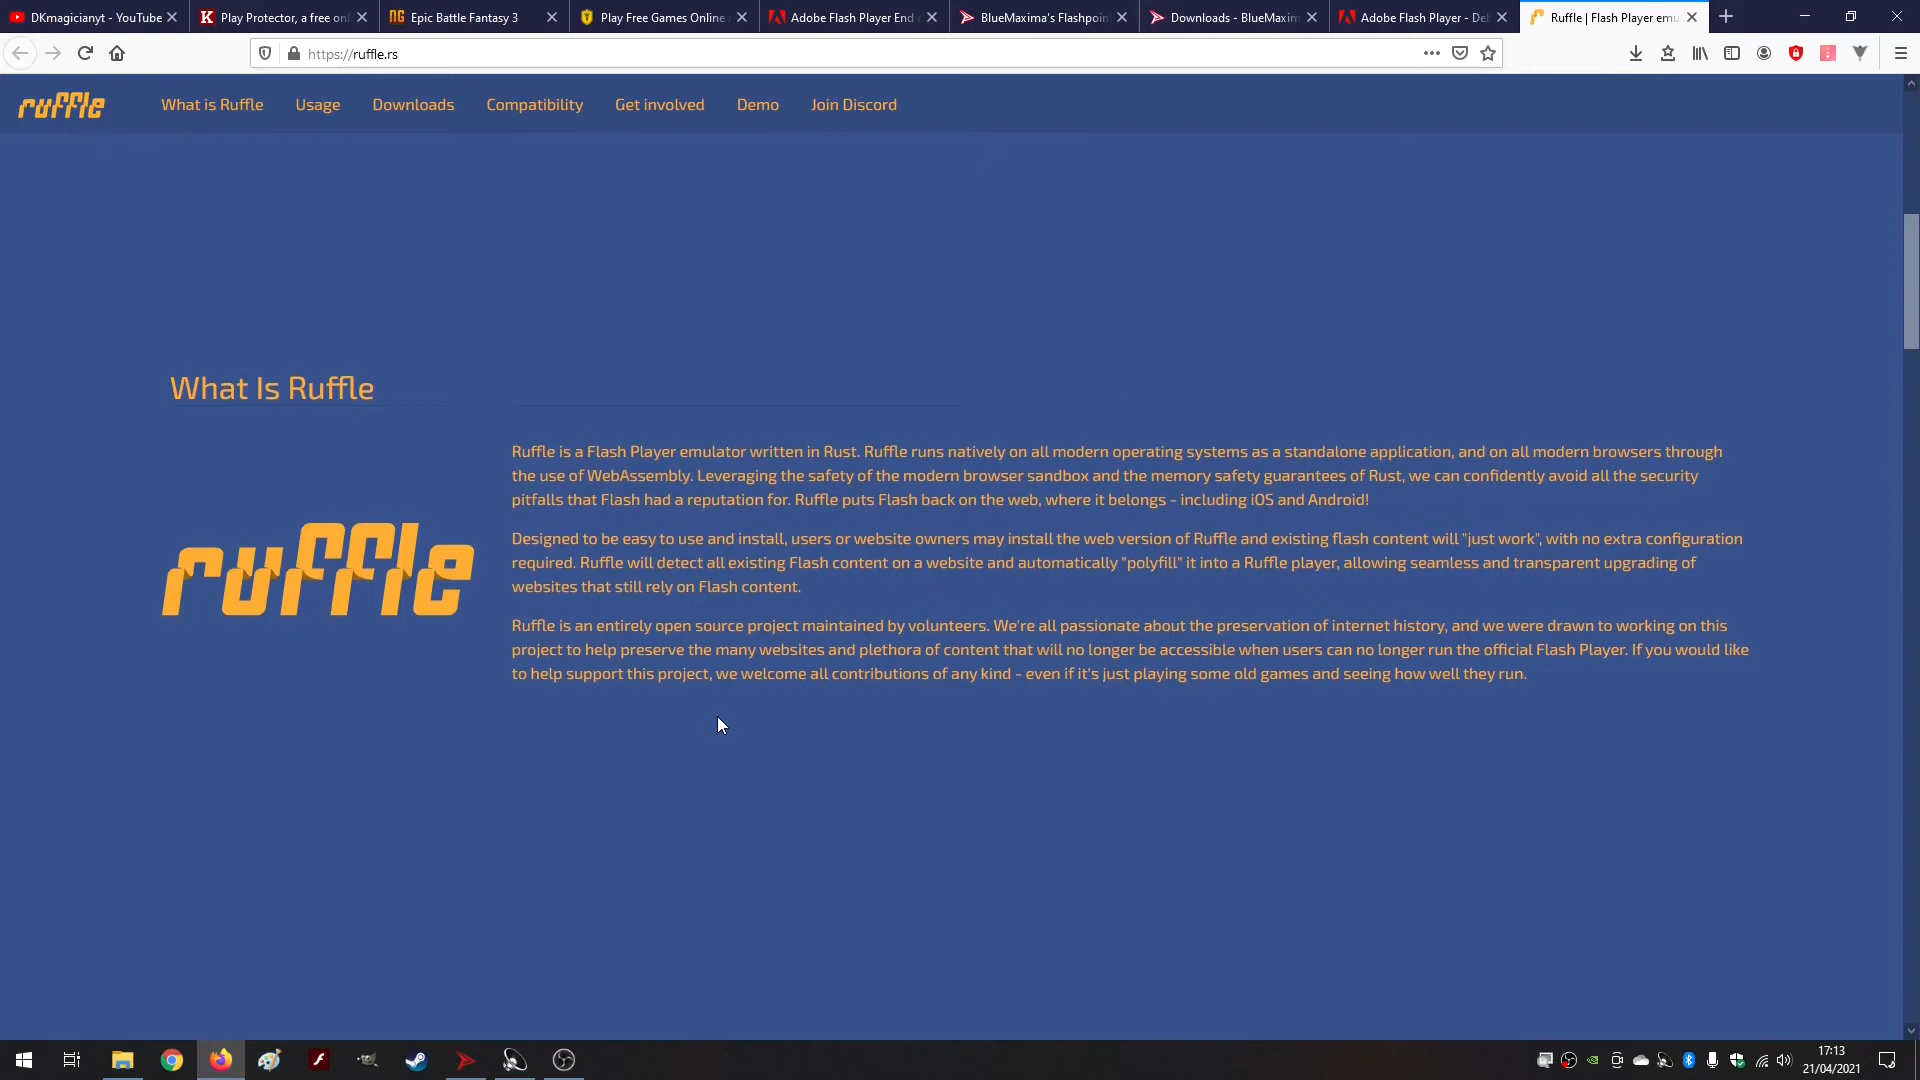 DKmagicianyt - YouTube
Play Protector, a free onl
Epic Battle Fantasy 3
Play Free Games Online
Adobe Flash Player End
BlueMaxima's Flashpoin
Downloads - BlueMaxim
Adobe Flash Player - De
Ruffle | Flash Player emu
https://ruffle.rs
ruffle
What is Ruffle
Usage
Downloads
Compatibility
Get involved
Demo
Join Discord
What Is Ruffle
ruffle
Ruffle is a Flash Player emulator written in Rust. Ruffle runs natively on all modern operating systems as a standalone application, and on all modern browsers through
the use of WebAssembly. Leveraging the safety of the modern browser sandbox and the memory safety guarantees of Rust, we can confidently avoid all the security
pitfalls that Flash had a reputation for. Ruffle puts Flash back on the web, where it belongs - including iOS and Android!
Designed to be easy to use and install, users or website owners may install the web version of Ruffle and existing flash content will "just work", with no extra configuration
required. Ruffle will detect all existing Flash content on a website and automatically "polyfill" it into a Ruffle player, allowing seamless and transparent upgrading of
websites that still rely on Flash content.
Ruffle is an entirely open source project maintained by volunteers. We're all passionate about the preservation of internet history, and we were drawn to working on this
project to help preserve the many websites and plethora of content that will no longer be accessible when users can no longer run the official Flash Player. If you would like
to help support this project, we welcome all contributions of any kind - even if it's just playing some old games and seeing how well they run.
17:13
21/04/2021